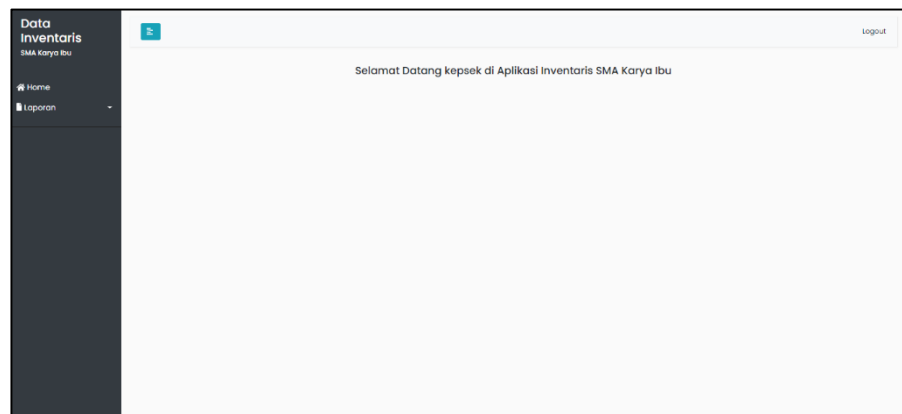 Data
Inventaris
SMA Karya Ibu
Home
Laporan
Logout
Selamat Datang kepsek di Aplikasi Inventaris SMA Karya Ibu